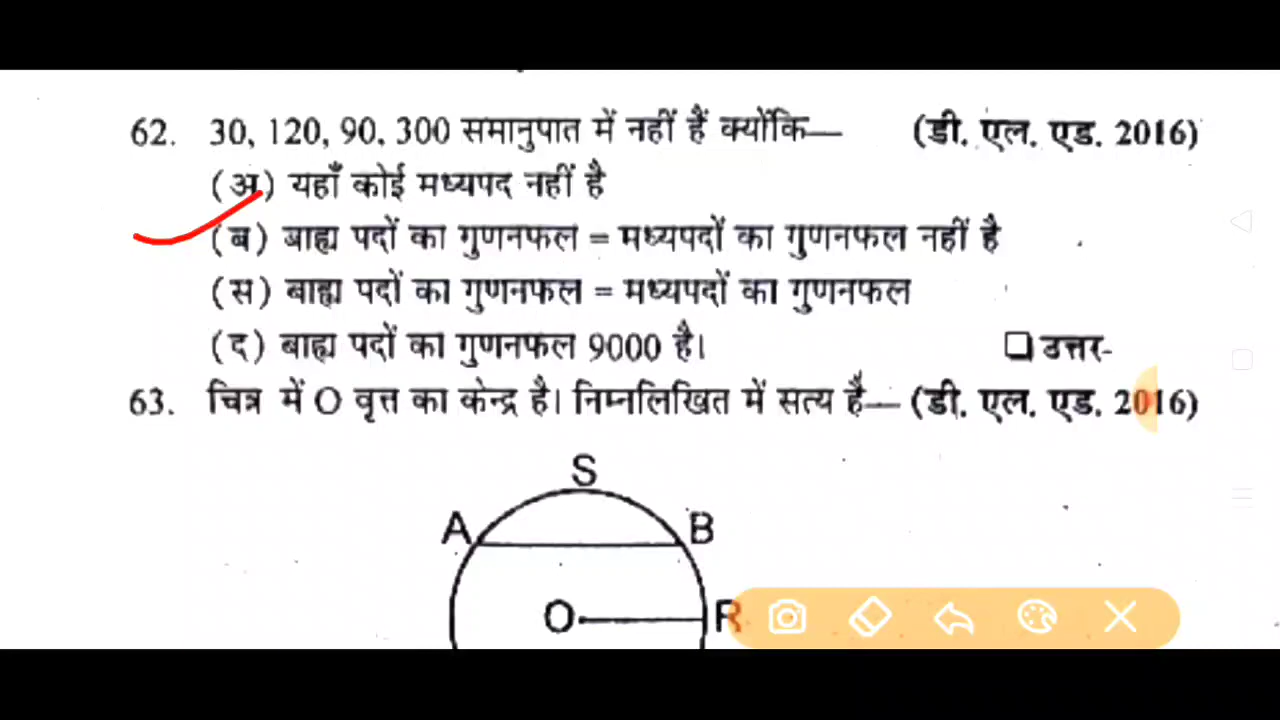 62. 30, 120, 90, 300 समानुपात में नहीं हैं क्योंकि— (डी. एल. एड. 2016)
(अ) यहाँ कोई मध्यपद नहीं है
(ब) बाह्य पदों का गुणनफल = मध्यपदों का गुणनफल नहीं है
(स) बाह्य पदों का गुणनफल = मध्यपदों का गुणनफल
(द) बाह्य पदों का गुणनफल 9000 है। ❑ उत्तर-
63. चित्र में O वृत्त का केन्द्र है। निम्नलिखित में सत्य है— (डी. एल. एड. 2016)
S
A B
O R